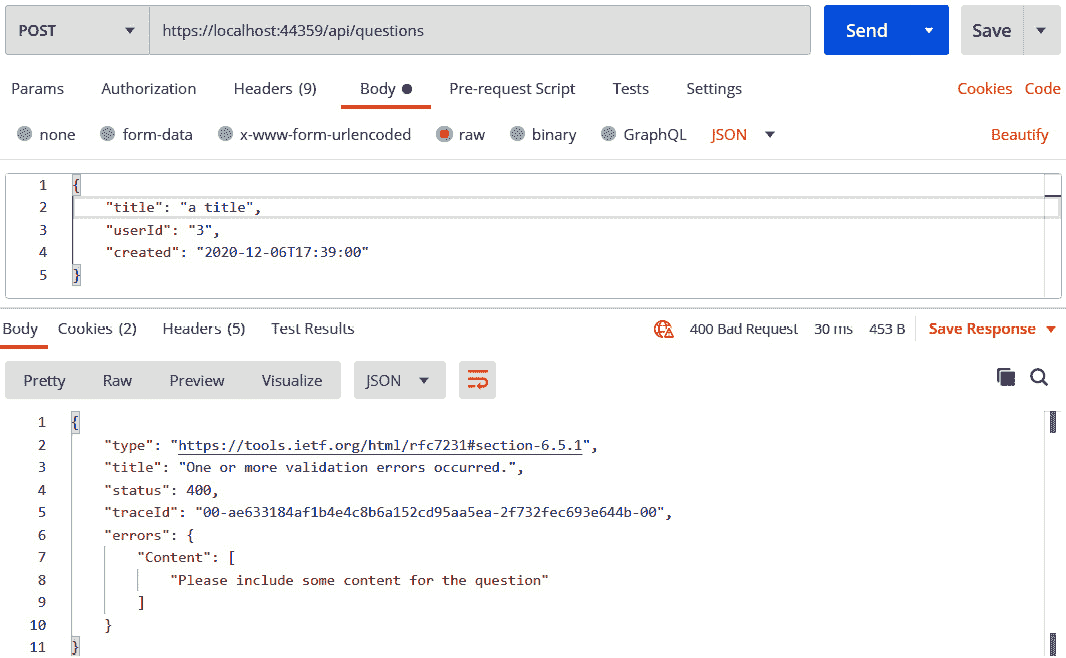 POST https://localhost:44359/api/questions Send Save
Params Authorization Headers (9) Body Pre-request Script Tests Settings Cookies Code
none form-data x-www-form-urlencoded raw binary GraphQL JSON Beautify
1 {
2 "title": "a title",
3 "userId": "3",
4 "created": "2020-12-06T17:39:00"
5 }
Body Cookies (2) Headers (5) Test Results 400 Bad Request 30 ms 453 B Save Response
Pretty Raw Preview Visualize JSON
1 {
2 "type": "https://tools.ietf.org/html/rfc7231#section-6.5.1",
3 "title": "One or more validation errors occurred.",
4 "status": 400,
5 "traceId": "00-ae633184af1b4e4c8b6a152cd95aa5ea-2f732fec693e644b-00",
6 "errors": {
7 "Content": [
8 "Please include some content for the question"
9 ]
10 }
11 }